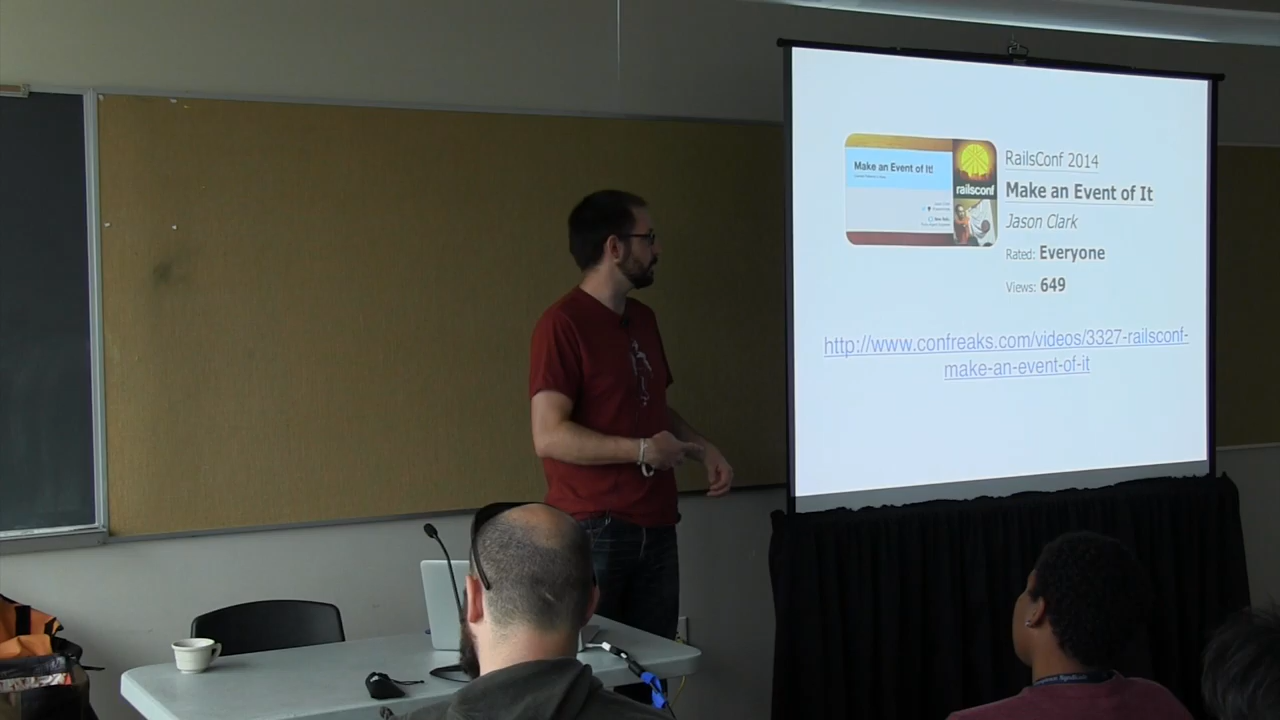 Make an Event of It!
railsconf
RailsConf 2014
Make an Event of It
Jason Clark
Rated: Everyone
Views: 649
http://www.confreaks.com/videos/3327-railsconf-
make-an-event-of-it